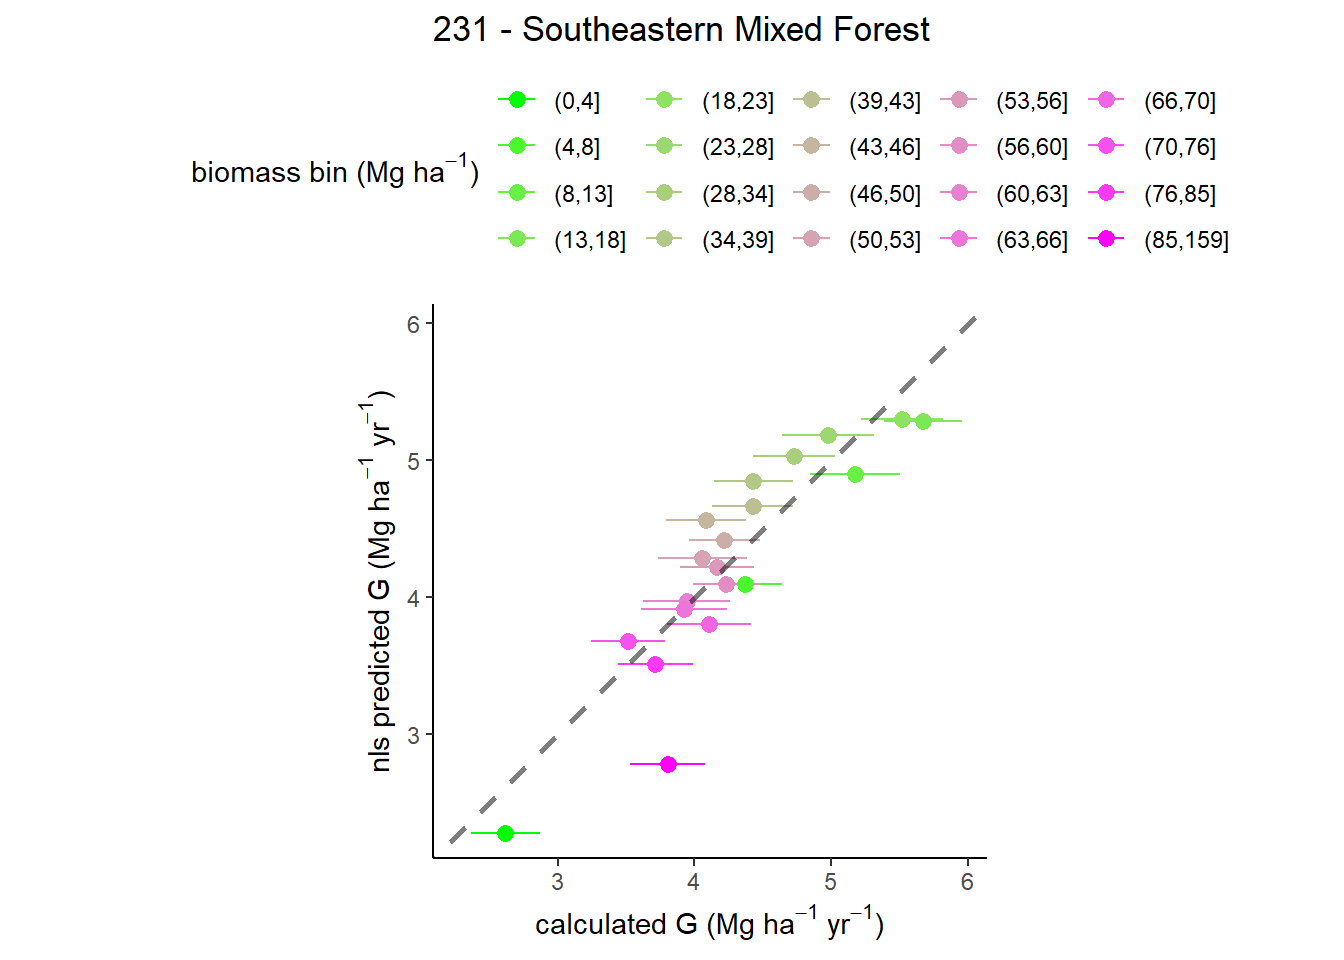 231 - Southeastern Mixed Forest
biomass bin (Mg ha⁻¹)
(0,4] (18,23] (39,43] (53,56] (66,70]
(4,8] (23,28] (43,46] (56,60] (70,76]
(8,13] (28,34] (46,50] (60,63] (76,85]
(13,18] (34,39] (50,53] (63,66] (85,159]
nls predicted G (Mg ha⁻¹ yr⁻¹)
6
5
4
3
3 4 5 6
calculated G (Mg ha⁻¹ yr⁻¹)